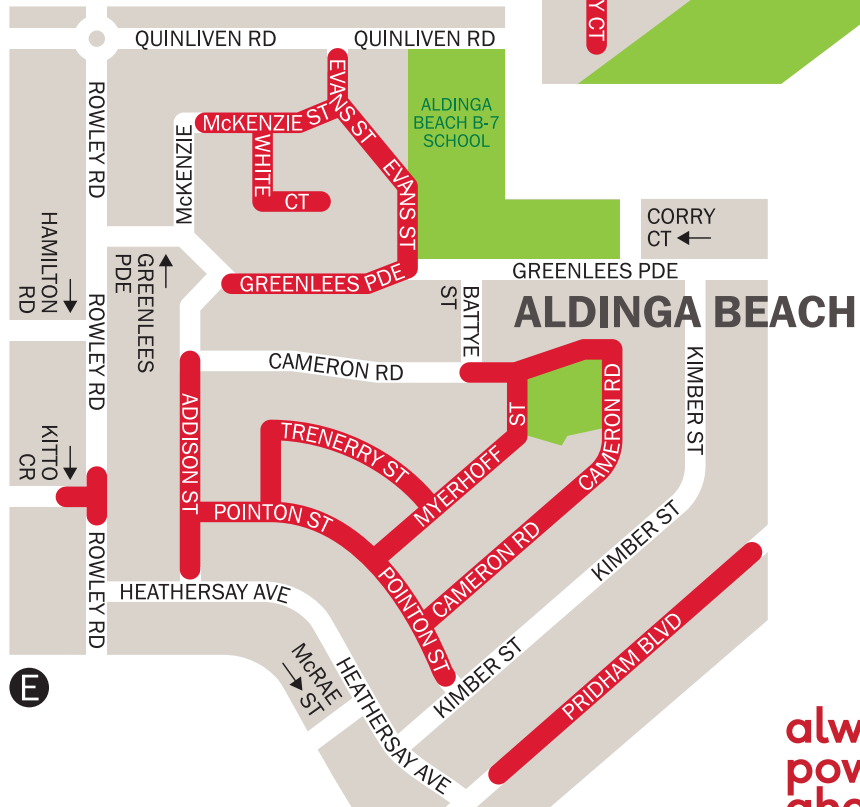 Y CT
QUINLIVEN RD
QUINLIVEN RD
ROWLEY RD
EVANS ST
ALDINGA
BEACH B-7
SCHOOL
McKENZIE ST
McKENZIE
WHITE
CT
EVANS ST
HAMILTON
RD
GREENLEES
PDE
CORRY
CT
GREENLEES PDE
GREENLEES PDE
BATTYE
ST
ALDINGA BEACH
ROWLEY RD
CAMERON RD
KIMBER ST
ADDISON ST
TRENERRY ST
MYERHOFF
ST
CAMERON RD
KITTO
CR
POINTON ST
CAMERON RD
KIMBER ST
ROWLEY RD
HEATHERSAY AVE
POINTON ST
PRIDHAM BLVD
McRAE
ST
KIMBER ST
HEATHERSAY AVE
E
alw
pow